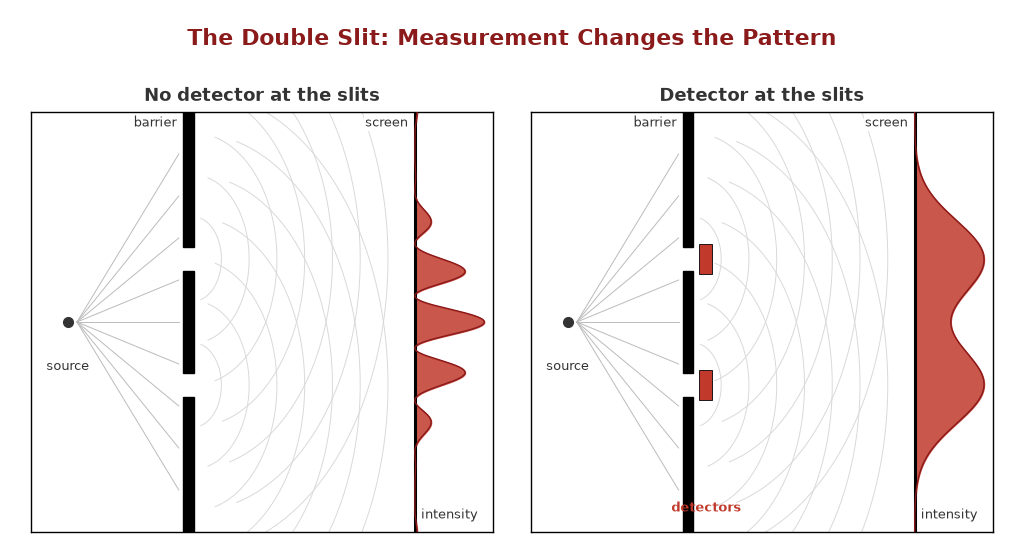 The Double Slit: Measurement Changes the Pattern
No detector at the slits
barrier
screen
source
intensity
Detector at the slits
barrier
screen
source
detectors
intensity